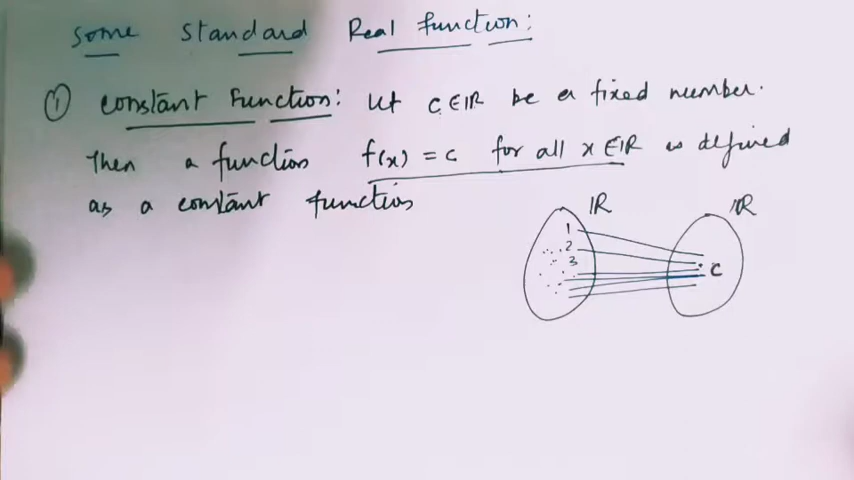 Some Standard Real function:
① Constant Function: Let C∈ℝ be a fixed number.
Then a function f(x) = c for all x∈ℝ is defined
as a constant function
ℝ ℝ
1
2
3
C